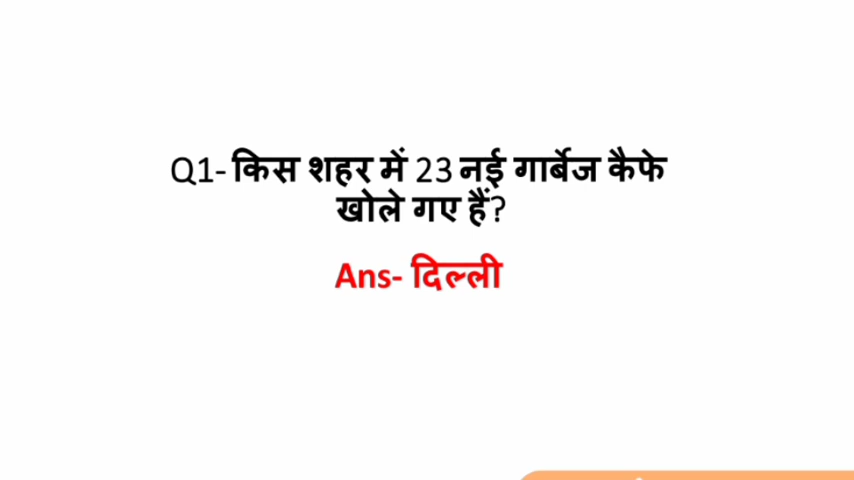 Q1- किस शहर में 23 नई गार्बेज कैफे
खोले गए हैं?
Ans- दिल्ली